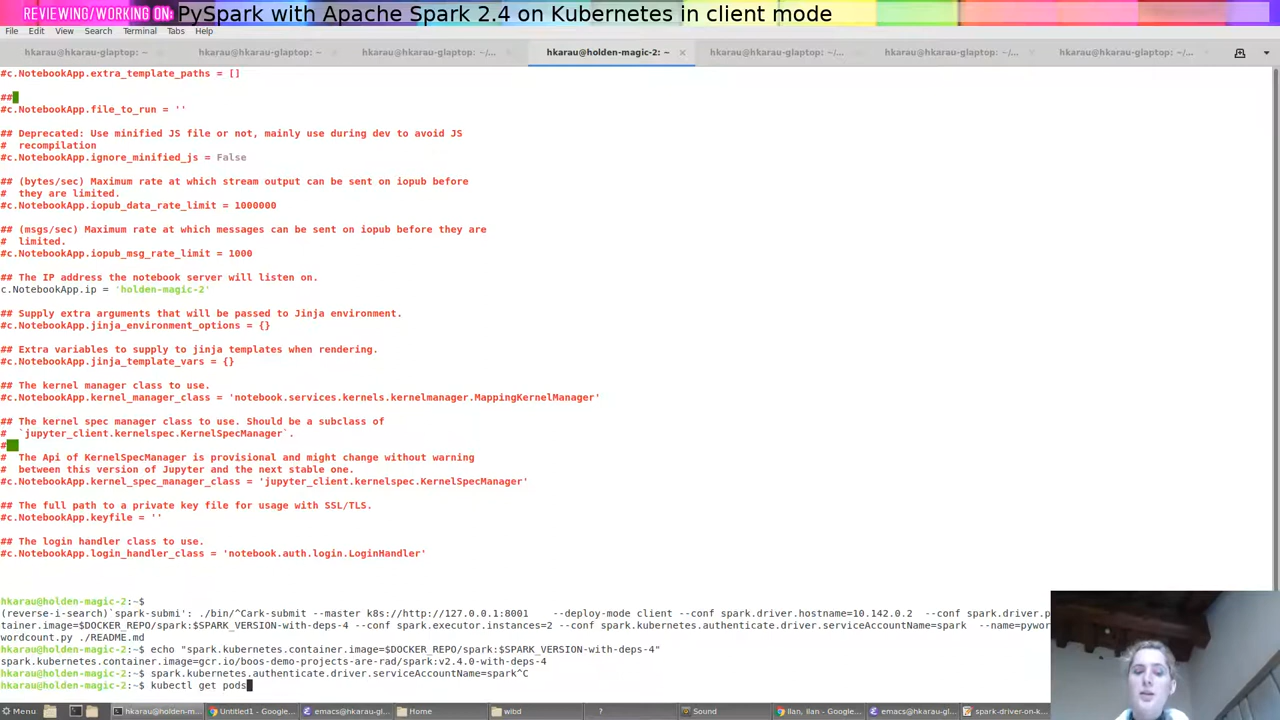 REVIEWING/WORKING ON: PySpark with Apache Spark 2.4 on Kubernetes in client mode
File Edit View Search Terminal Tabs Help
hkarau@hkarau-glaptop: ~ hkarau@hkarau-glaptop: ~ hkarau@hkarau-glaptop: ~/... hkarau@holden-magic-2: ~ × hkarau@hkarau-glaptop: ~/... hkarau@hkarau-glaptop: ~/... hkarau@hkarau-glaptop: ~/...
#c.NotebookApp.extra_template_paths = []
##
#c.NotebookApp.file_to_run = ''
## Deprecated: Use minified JS file or not, mainly use during dev to avoid JS
# recompilation
#c.NotebookApp.ignore_minified_js = False
## (bytes/sec) Maximum rate at which stream output can be sent on iopub before
# they are limited.
#c.NotebookApp.iopub_data_rate_limit = 1000000
## (msgs/sec) Maximum rate at which messages can be sent on iopub before they are
# limited.
#c.NotebookApp.iopub_msg_rate_limit = 1000
## The IP address the notebook server will listen on.
c.NotebookApp.ip = 'holden-magic-2'
## Supply extra arguments that will be passed to Jinja environment.
#c.NotebookApp.jinja_environment_options = {}
## Extra variables to supply to jinja templates when rendering.
#c.NotebookApp.jinja_template_vars = {}
## The kernel manager class to use.
#c.NotebookApp.kernel_manager_class = 'notebook.services.kernels.kernelmanager.MappingKernelManager'
## The kernel spec manager class to use. Should be a subclass of
# `jupyter_client.kernelspec.KernelSpecManager`.
#
# The Api of KernelSpecManager is provisional and might change without warning
# between this version of Jupyter and the next stable one.
#c.NotebookApp.kernel_spec_manager_class = 'jupyter_client.kernelspec.KernelSpecManager'
## The full path to a private key file for usage with SSL/TLS.
#c.NotebookApp.keyfile = ''
## The login handler class to use.
#c.NotebookApp.login_handler_class = 'notebook.auth.login.LoginHandler'
hkarau@holden-magic-2:~$
(reverse-i-search)`spark-submi': ./bin/^Cark-submit --master k8s://http://127.0.0.1:8001 --deploy-mode client --conf spark.driver.hostname=10.142.0.2 --conf spark.driver.p
tainer.image=$DOCKER_REPO/spark:$SPARK_VERSION-with-deps-4 --conf spark.executor.instances=2 --conf spark.kubernetes.authenticate.driver.serviceAccountName=spark --name=pywor
wordcount.py ./README.md
hkarau@holden-magic-2:~$ echo "spark.kubernetes.container.image=$DOCKER_REPO/spark:$SPARK_VERSION-with-deps-4"
spark.kubernetes.container.image=gcr.io/boos-demo-projects-are-rad/spark:v2.4.0-with-deps-4
hkarau@holden-magic-2:~$ spark.kubernetes.authenticate.driver.serviceAccountName=spark^C
hkarau@holden-magic-2:~$ kubectl get pods
Menu hkarau@holden-m... Untitled1 - Google... emacs@hkarau-gl... Home wibd ? Sound Ilan, ilan - Google... emacs@hkarau-gl... spark-driver-on-k...